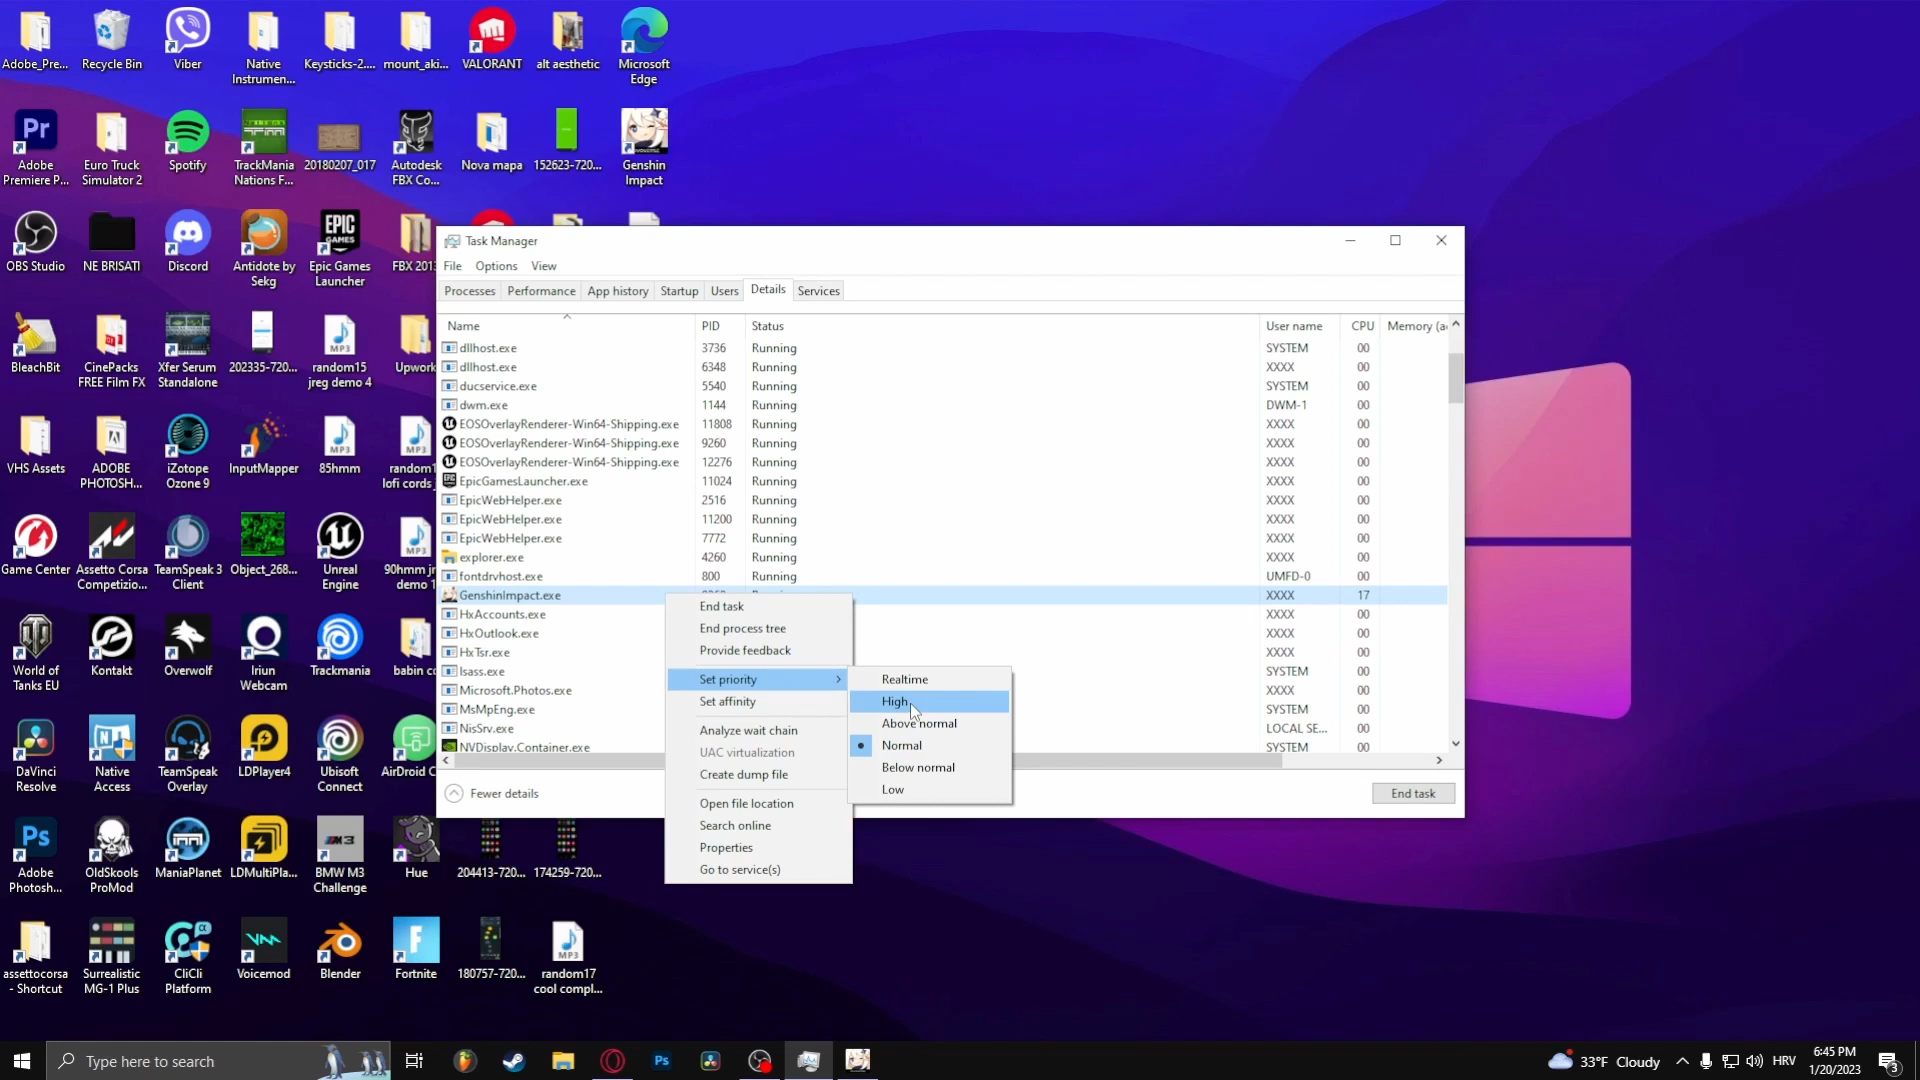 Adobe_Pre...
Recycle Bin
Viber
Native
Instrumen...
Keysticks-2....
mount_aki...
VALORANT
alt aesthetic
Microsoft
Edge
Adobe
Premiere P...
Euro Truck
Simulator 2
Spotify
TrackMania
Nations F...
20180207_017
Autodesk
FBX Co...
Nova mapa
152623-720...
Genshin
Impact
OBS Studio
NE BRISATI
Discord
Antidote by
Sekg
EPIC
GAMES
Epic Games
Launcher
FBX 201
BleachBit
CinePacks
FREE Film FX
Xfer Serum
Standalone
202335-720...
MP3
random15
jreg demo 4
Upwork
VHS Assets
ADOBE
PHOTOSH...
iZotope
Ozone 9
InputMapper
MP3
85hmm
MP3
random1
lofi cords
Game Center
Assetto Corsa
Competizio...
TeamSpeak 3
Client
Object_268...
Unreal
Engine
MP3
90hmm jr
demo 1
World of
Tanks EU
Kontakt
Overwolf
Iriun
Webcam
Trackmania
babin co
DaVinci
Resolve
Native
Access
TeamSpeak
Overlay
LDPlayer4
Ubisoft
Connect
AirDroid C
Ps
Adobe
Photosh...
OldSkools
ProMod
ManiaPlanet
LDMultiPla...
BMW M3
Challenge
Hue
204413-720...
174259-720...
assettocorsa
- Shortcut
Surrealistic
MG-1 Plus
CliCli
Platform
Voicemod
Blender
Fortnite
180757-720...
MP3
random17
cool compl...
Pr
Task Manager
File Options View
Processes Performance App history Startup Users Details Services
Name PID Status User name CPU Memory (a
dllhost.exe 3736 Running SYSTEM 00
dllhost.exe 6348 Running XXXX 00
ducservice.exe 5540 Running SYSTEM 00
dwm.exe 1144 Running DWM-1 00
EOSOverlayRenderer-Win64-Shipping.exe 11808 Running XXXX 00
EOSOverlayRenderer-Win64-Shipping.exe 9260 Running XXXX 00
EOSOverlayRenderer-Win64-Shipping.exe 12276 Running XXXX 00
EpicGamesLauncher.exe 11024 Running XXXX 00
EpicWebHelper.exe 2516 Running XXXX 00
EpicWebHelper.exe 11200 Running XXXX 00
EpicWebHelper.exe 7772 Running XXXX 00
explorer.exe 4260 Running XXXX 00
fontdrvhost.exe 800 Running UMFD-0 00
GenshinImpact.exe XXXX 17
HxAccounts.exe XXXX 00
HxOutlook.exe XXXX 00
HxTsr.exe XXXX 00
lsass.exe SYSTEM 00
Microsoft.Photos.exe XXXX 00
MsMpEng.exe SYSTEM 00
NisSrv.exe LOCAL SE... 00
NVDisplay.Container.exe SYSTEM 00
End task
End process tree
Provide feedback
Set priority
Set affinity
Analyze wait chain
UAC virtualization
Create dump file
Open file location
Search online
Properties
Go to service(s)
Realtime
High
Above normal
Normal
Below normal
Low
Fewer details
End task
Type here to search
Ps
33°F Cloudy
HRV
6:45 PM
1/20/2023
3